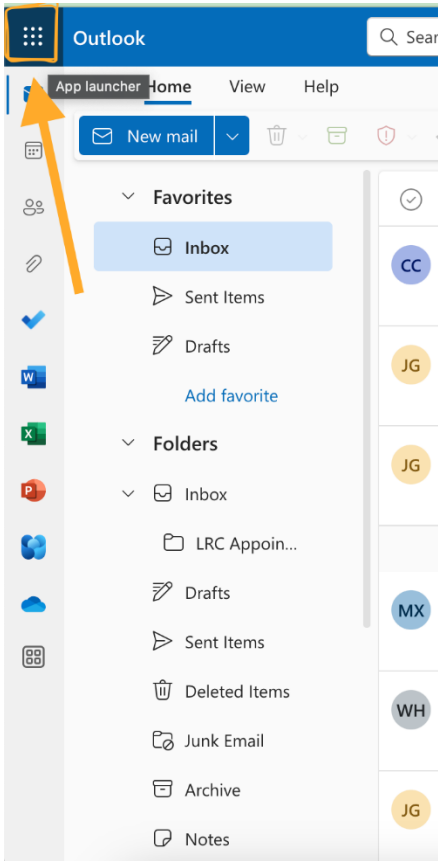 Outlook
Sear
App launcher
Home View Help
New mail
Favorites
Inbox
Sent Items
Drafts
Add favorite
Folders
Inbox
LRC Appoin...
Drafts
Sent Items
Deleted Items
Junk Email
Archive
Notes
CC
JG
JG
MX
WH
JG
W
X
P